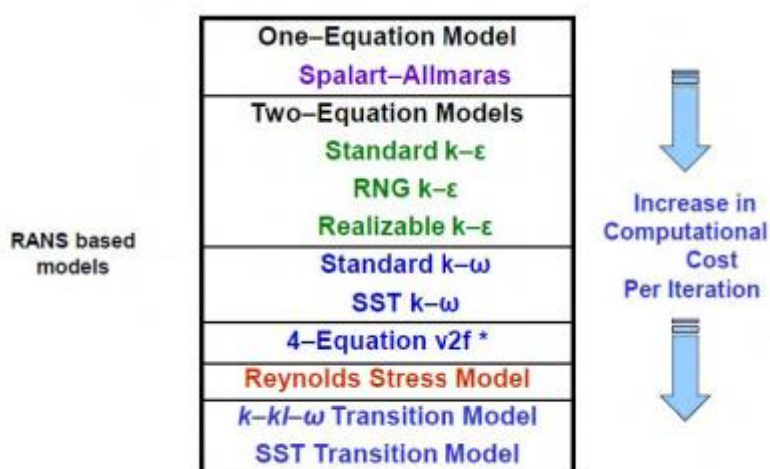 One–Equation Model
Spalart–Allmaras
Two–Equation Models
Standard k–ε
RNG k–ε
Realizable k–ε
Standard k–ω
SST k–ω
4–Equation v2f *
Reynolds Stress Model
k–kl–ω Transition Model
SST Transition Model
RANS based
models
Increase in
Computational
Cost
Per Iteration